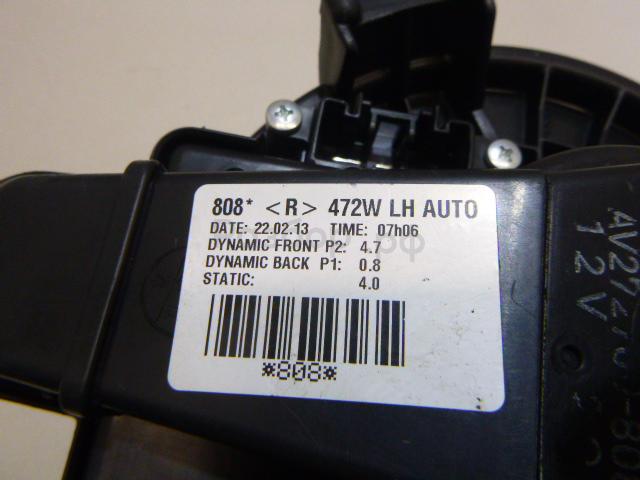 808* <R> 472W LH AUTO
DATE: 22.02.13 TIME: 07h06
DYNAMIC FRONT P2: 4.7
DYNAMIC BACK P1: 0.8
STATIC: 4.0
*808*
12V